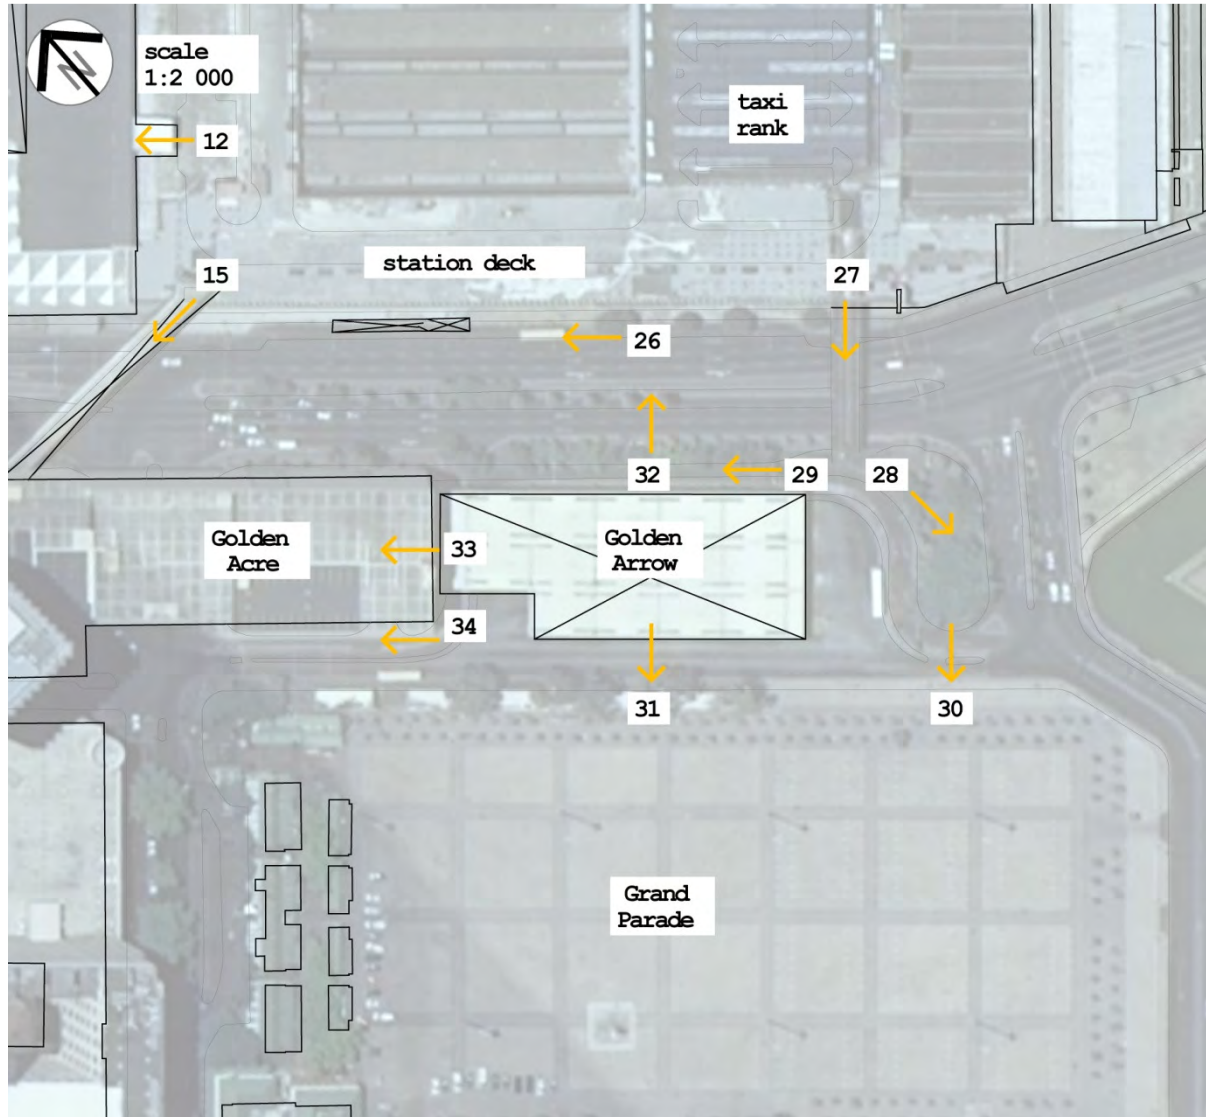 N
scale
1:2 000
12
taxi
rank
station deck
15
27
26
32
29
28
Golden
Acre
33
Golden
Arrow
34
31
30
Grand
Parade